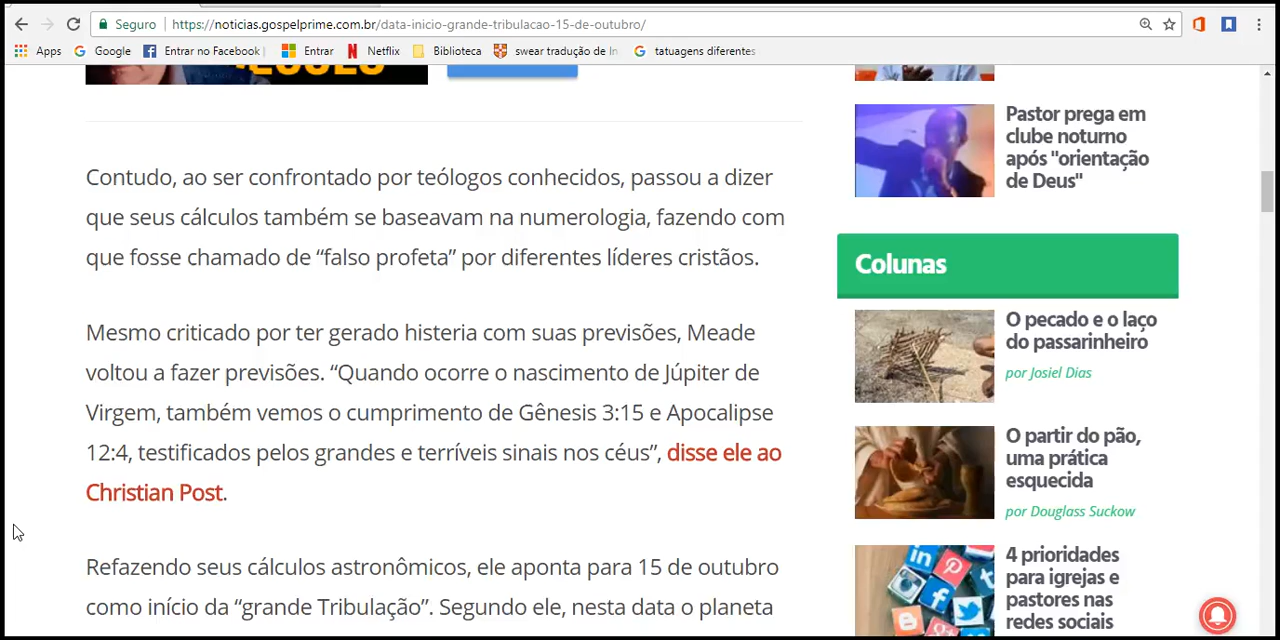 Seguro
https://noticias.gospelprime.com.br/data-inicio-grande-tribulacao-15-de-outubro/
Apps
Google
Entrar no Facebook
Entrar
Netflix
Biblioteca
swear tradução de In
tatuagens diferentes
Contudo, ao ser confrontado por teólogos conhecidos, passou a dizer
que seus cálculos também se baseavam na numerologia, fazendo com
que fosse chamado de “falso profeta” por diferentes líderes cristãos.
Mesmo criticado por ter gerado histeria com suas previsões, Meade
voltou a fazer previsões. “Quando ocorre o nascimento de Júpiter de
Virgem, também vemos o cumprimento de Gênesis 3:15 e Apocalipse
12:4, testificados pelos grandes e terríveis sinais nos céus”, disse ele ao
Christian Post.
Refazendo seus cálculos astronômicos, ele aponta para 15 de outubro
como início da “grande Tribulação”. Segundo ele, nesta data o planeta
Pastor prega em
clube noturno
após "orientação
de Deus"
Colunas
O pecado e o laço
do passarinheiro
por Josiel Dias
O partir do pão,
uma prática
esquecida
por Douglass Suckow
4 prioridades
para igrejas e
pastores nas
redes sociais